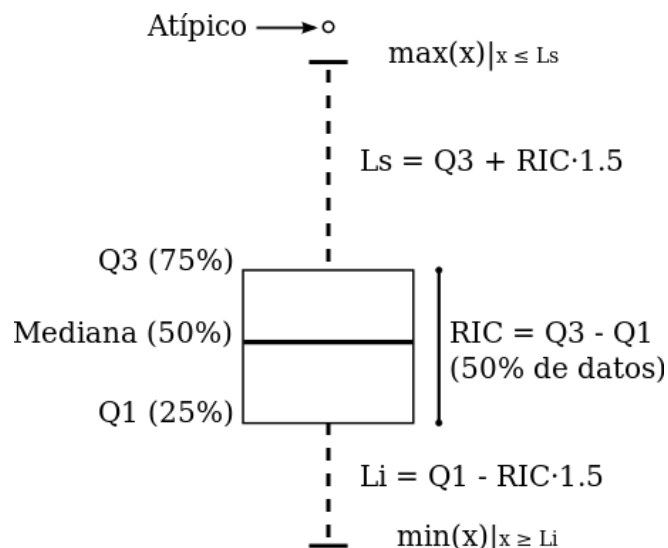 Atípico
max(x)|x ≤ Ls
Ls = Q3 + RIC·1.5
Q3 (75%)
Mediana (50%)
RIC = Q3 - Q1
(50% de datos)
Q1 (25%)
Li = Q1 - RIC·1.5
min(x)|x ≥ Li